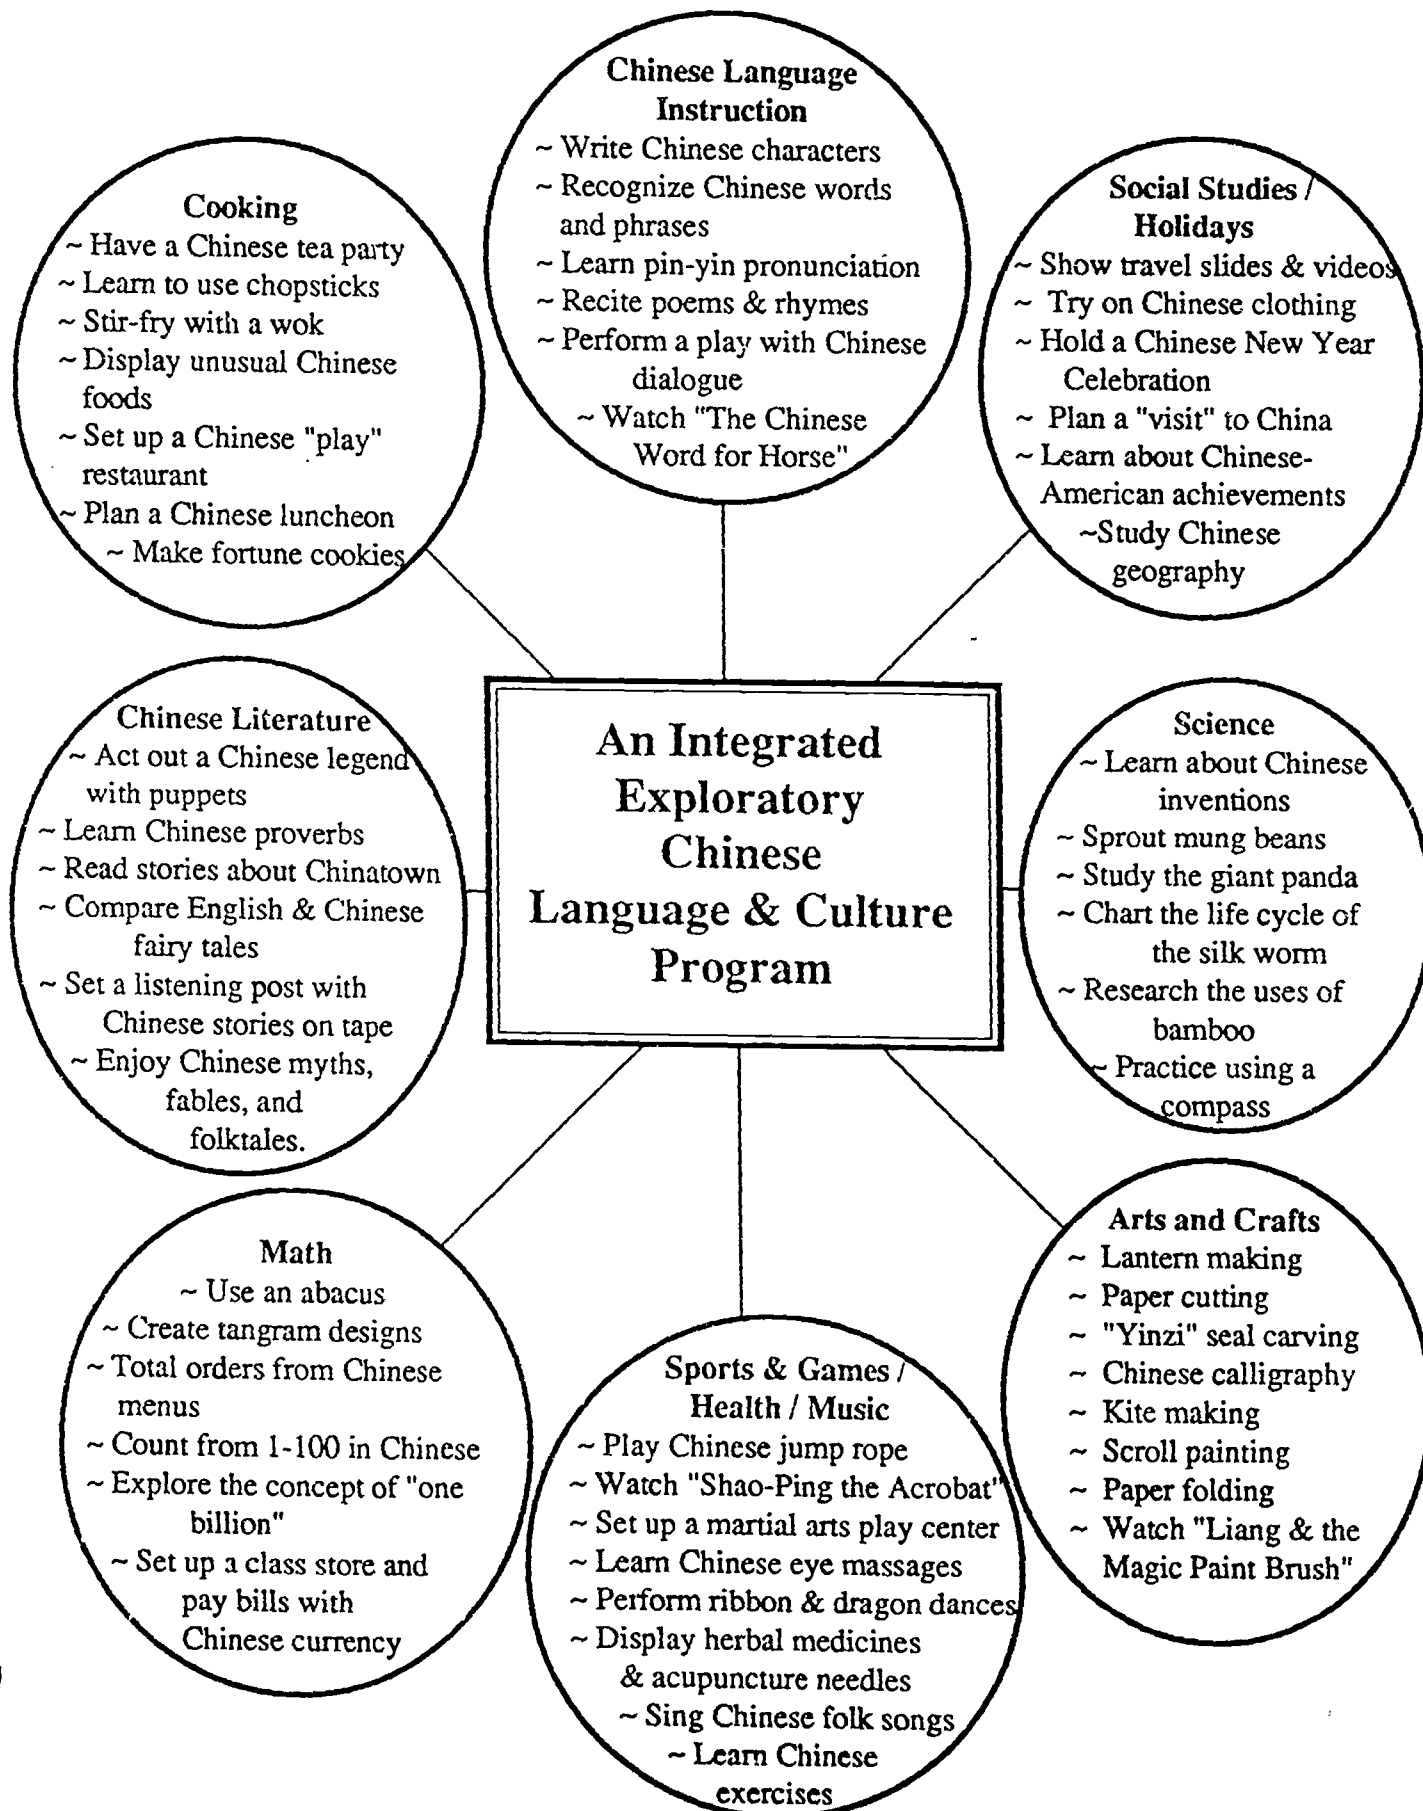 Chinese Language
Instruction
~ Write Chinese characters
~ Recognize Chinese words
and phrases
~ Learn pin-yin pronunciation
~ Recite poems & rhymes
~ Perform a play with Chinese
dialogue
~ Watch "The Chinese
Word for Horse"
Cooking
~ Have a Chinese tea party
~ Learn to use chopsticks
~ Stir-fry with a wok
~ Display unusual Chinese
foods
~ Set up a Chinese "play"
restaurant
~ Plan a Chinese luncheon
~ Make fortune cookies
Social Studies /
Holidays
~ Show travel slides & videos
~ Try on Chinese clothing
~ Hold a Chinese New Year
Celebration
~ Plan a "visit" to China
~ Learn about Chinese-
American achievements
~Study Chinese
geography
An Integrated
Exploratory
Chinese
Language & Culture
Program
Chinese Literature
~ Act out a Chinese legend
with puppets
~ Learn Chinese proverbs
~ Read stories about Chinatown
~ Compare English & Chinese
fairy tales
~ Set a listening post with
Chinese stories on tape
~ Enjoy Chinese myths,
fables, and
folktales.
Science
~ Learn about Chinese
inventions
~ Sprout mung beans
~ Study the giant panda
~ Chart the life cycle of
the silk worm
~ Research the uses of
bamboo
~ Practice using a
compass
Math
~ Use an abacus
~ Create tangram designs
~ Total orders from Chinese
menus
~ Count from 1-100 in Chinese
~ Explore the concept of "one
billion"
~ Set up a class store and
pay bills with
Chinese currency
Sports & Games /
Health / Music
~ Play Chinese jump rope
~ Watch "Shao-Ping the Acrobat"
~ Set up a martial arts play center
~ Learn Chinese eye massages
~ Perform ribbon & dragon dances
~ Display herbal medicines
& acupuncture needles
~ Sing Chinese folk songs
~ Learn Chinese
exercises
Arts and Crafts
~ Lantern making
~ Paper cutting
~ "Yinzi" seal carving
~ Chinese calligraphy
~ Kite making
~ Scroll painting
~ Paper folding
~ Watch "Liang & the
Magic Paint Brush"